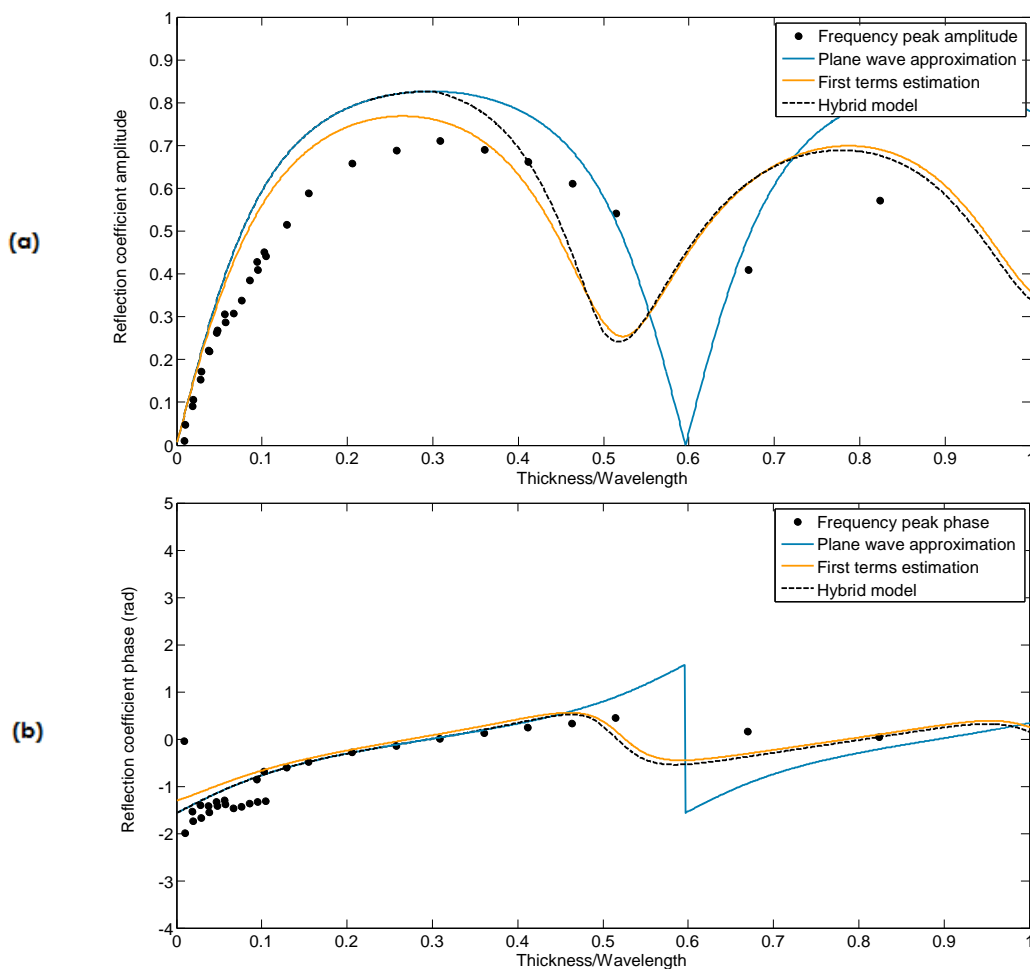 (a)
Reflection coefficient amplitude
1
0.9
0.8
0.7
0.6
0.5
0.4
0.3
0.2
0.1
0
Frequency peak amplitude
Plane wave approximation
First terms estimation
Hybrid model
0 0.1 0.2 0.3 0.4 0.5 0.6 0.7 0.8 0.9 1
Thickness/Wavelength
(b)
Reflection coefficient phase (rad)
5
4
3
2
1
0
-1
-2
-3
-4
Frequency peak phase
Plane wave approximation
First terms estimation
Hybrid model
0 0.1 0.2 0.3 0.4 0.5 0.6 0.7 0.8 0.9 1
Thickness/Wavelength